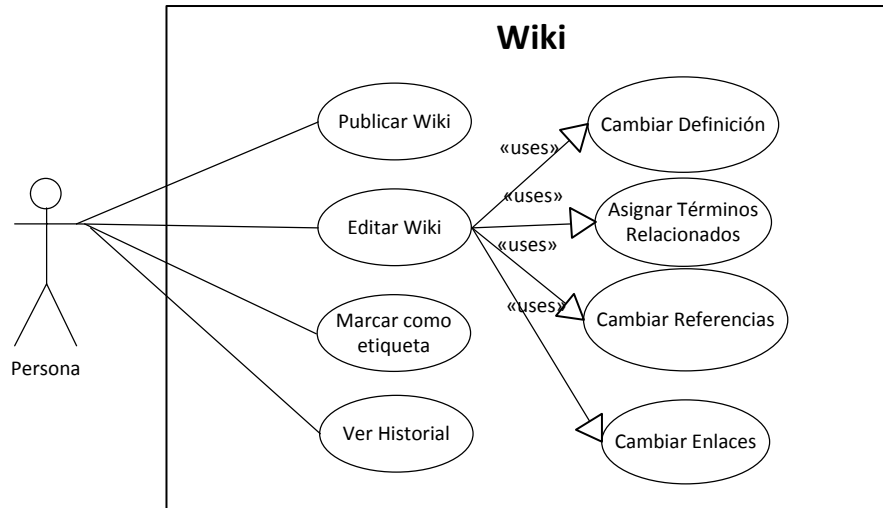 Wiki
Publicar Wiki
Cambiar Definición
«uses»
«uses»
Asignar Términos
Relacionados
Editar Wiki
«uses»
«uses»
Cambiar Referencias
Marcar como
etiqueta
Persona
Ver Historial
Cambiar Enlaces